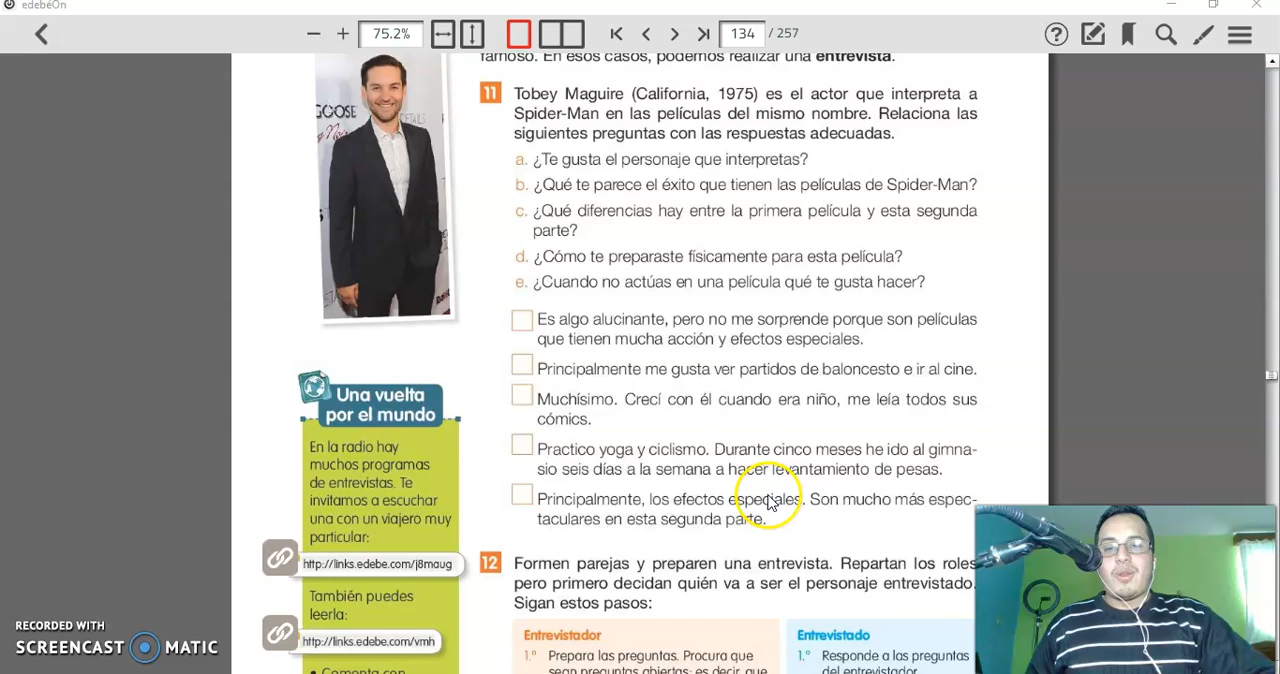 edebéOn
75.2%
134 / 257
famoso. En esos casos, podemos realizar una entrevista.
11 Tobey Maguire (California, 1975) es el actor que interpreta a
Spider-Man en las películas del mismo nombre. Relaciona las
siguientes preguntas con las respuestas adecuadas.
a. ¿Te gusta el personaje que interpretas?
b. ¿Qué te parece el éxito que tienen las películas de Spider-Man?
c. ¿Qué diferencias hay entre la primera película y esta segunda
parte?
d. ¿Cómo te preparaste físicamente para esta película?
e. ¿Cuando no actúas en una película qué te gusta hacer?
Es algo alucinante, pero no me sorprende porque son películas
que tienen mucha acción y efectos especiales.
Principalmente me gusta ver partidos de baloncesto e ir al cine.
Muchísimo. Crecí con él cuando era niño, me leía todos sus
cómics.
Practico yoga y ciclismo. Durante cinco meses he ido al gimna-
sio seis días a la semana a hacer levantamiento de pesas.
Principalmente, los efectos especiales. Son mucho más espec-
taculares en esta segunda parte.
12 Formen parejas y preparen una entrevista. Repartan los roles
pero primero decidan quién va a ser el personaje entrevistado.
Sigan estos pasos:
Entrevistador
1.º Prepara las preguntas. Procura que
sean preguntas abiertas; es decir, que
Entrevistado
1.º Responde a las preguntas
del entrevistador.
GOOSE
DETAILS
Una vuelta
por el mundo
En la radio hay
muchos programas
de entrevistas. Te
invitamos a escuchar
una con un viajero muy
particular:
http://links.edebe.com/j8maug
También puedes
leerla:
http://links.edebe.com/vmh
• Comenta con
RECORDED WITH
SCREENCAST MATIC